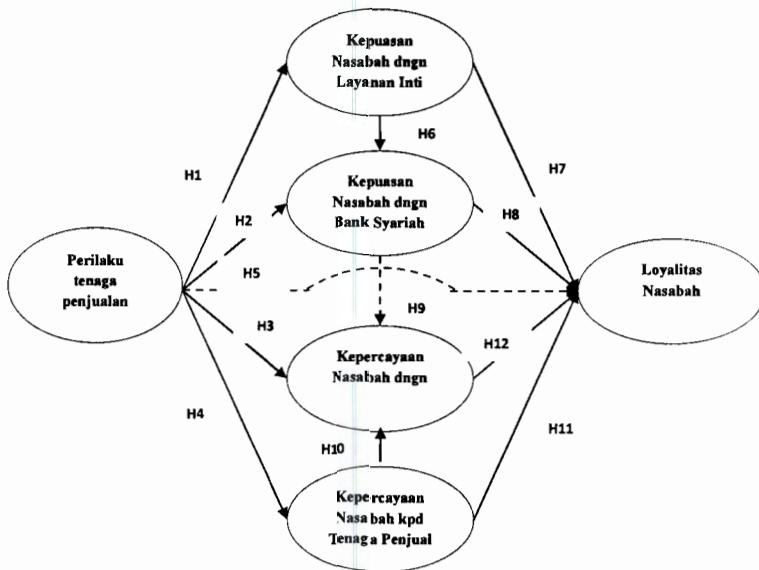 Kepuasan
Nasabah dngn
Layanan Inti
H6
H1
H7
Kepuasan
Nasabah dngn
Bank Syariah
H2
H8
Perilaku
tenaga
penjualan
H5
Loyalitas
Nasabah
H9
H3
H12
Kepercayaan
Nasabah dngn
H4
H11
H10
Kepercayaan
Nasabah kpd
Tenaga Penjual